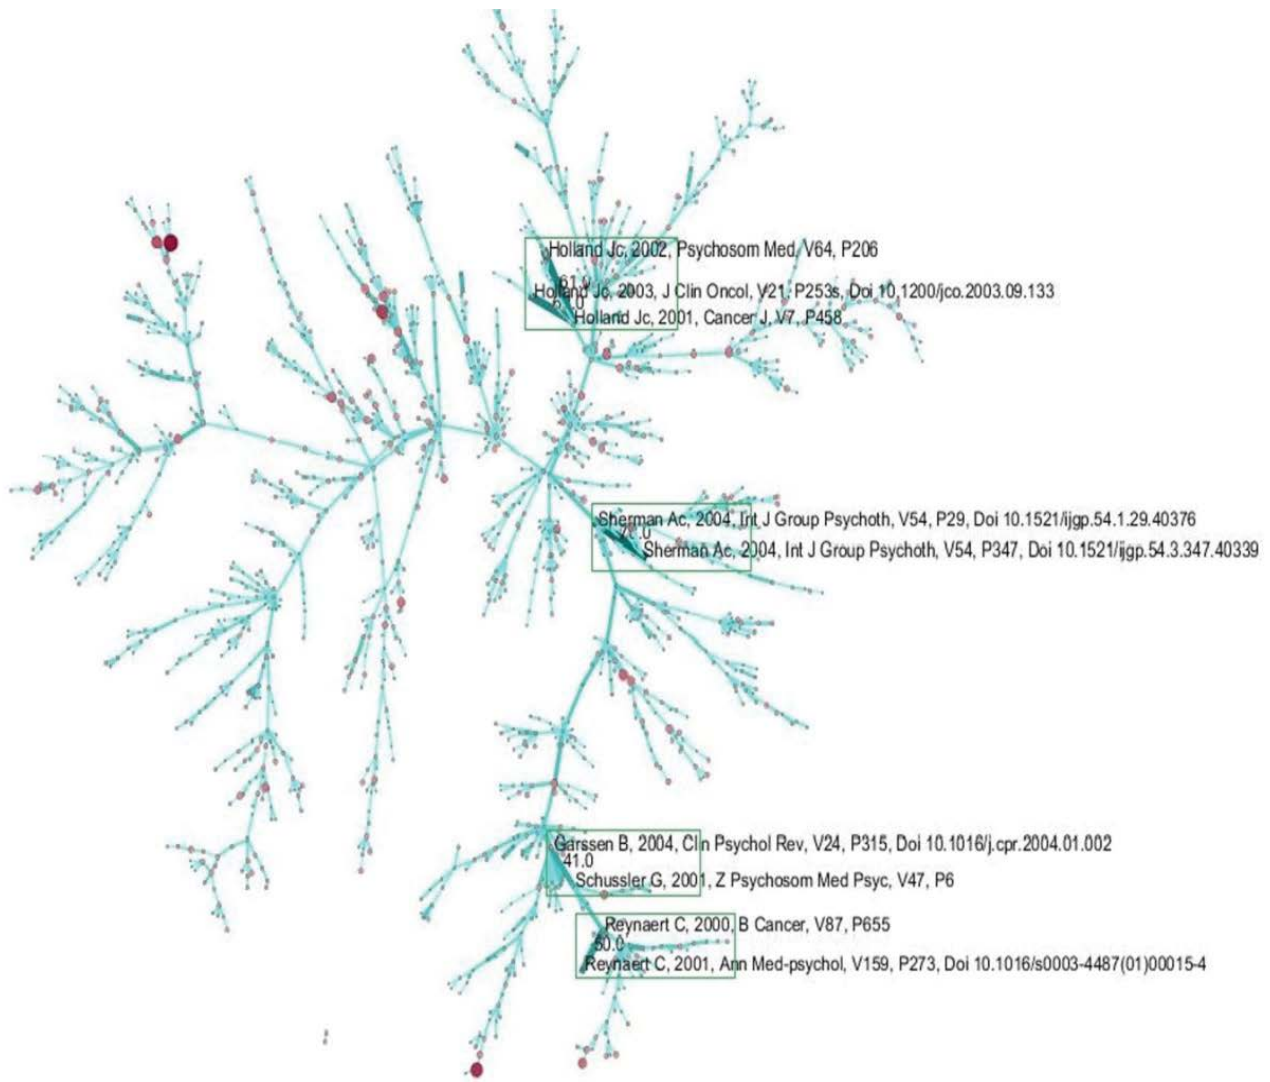 Holland Jc, 2002, Psychosom Med, V64, P206
61.0
Holland Jc, 2003, J Clin Oncol, V21, P253s, Doi 10.1200/jco.2003.09.133
Holland Jc, 2001, Cancer J, V7, P458
Sherman Ac, 2004, Int J Group Psychoth, V54, P29, Doi 10.1521/ijgp.54.1.29.40376
Sherman Ac, 2004, Int J Group Psychoth, V54, P347, Doi 10.1521/ijgp.54.3.347.40339
Garssen B, 2004, Clin Psychol Rev, V24, P315, Doi 10.1016/j.cpr.2004.01.002
41.0
Schussler G, 2001, Z Psychosom Med Psyc, V47, P6
Reynaert C, 2000, B Cancer, V87, P655
50.0
Reynaert C, 2001, Ann Med-psychol, V159, P273, Doi 10.1016/s0003-4487(01)00015-4